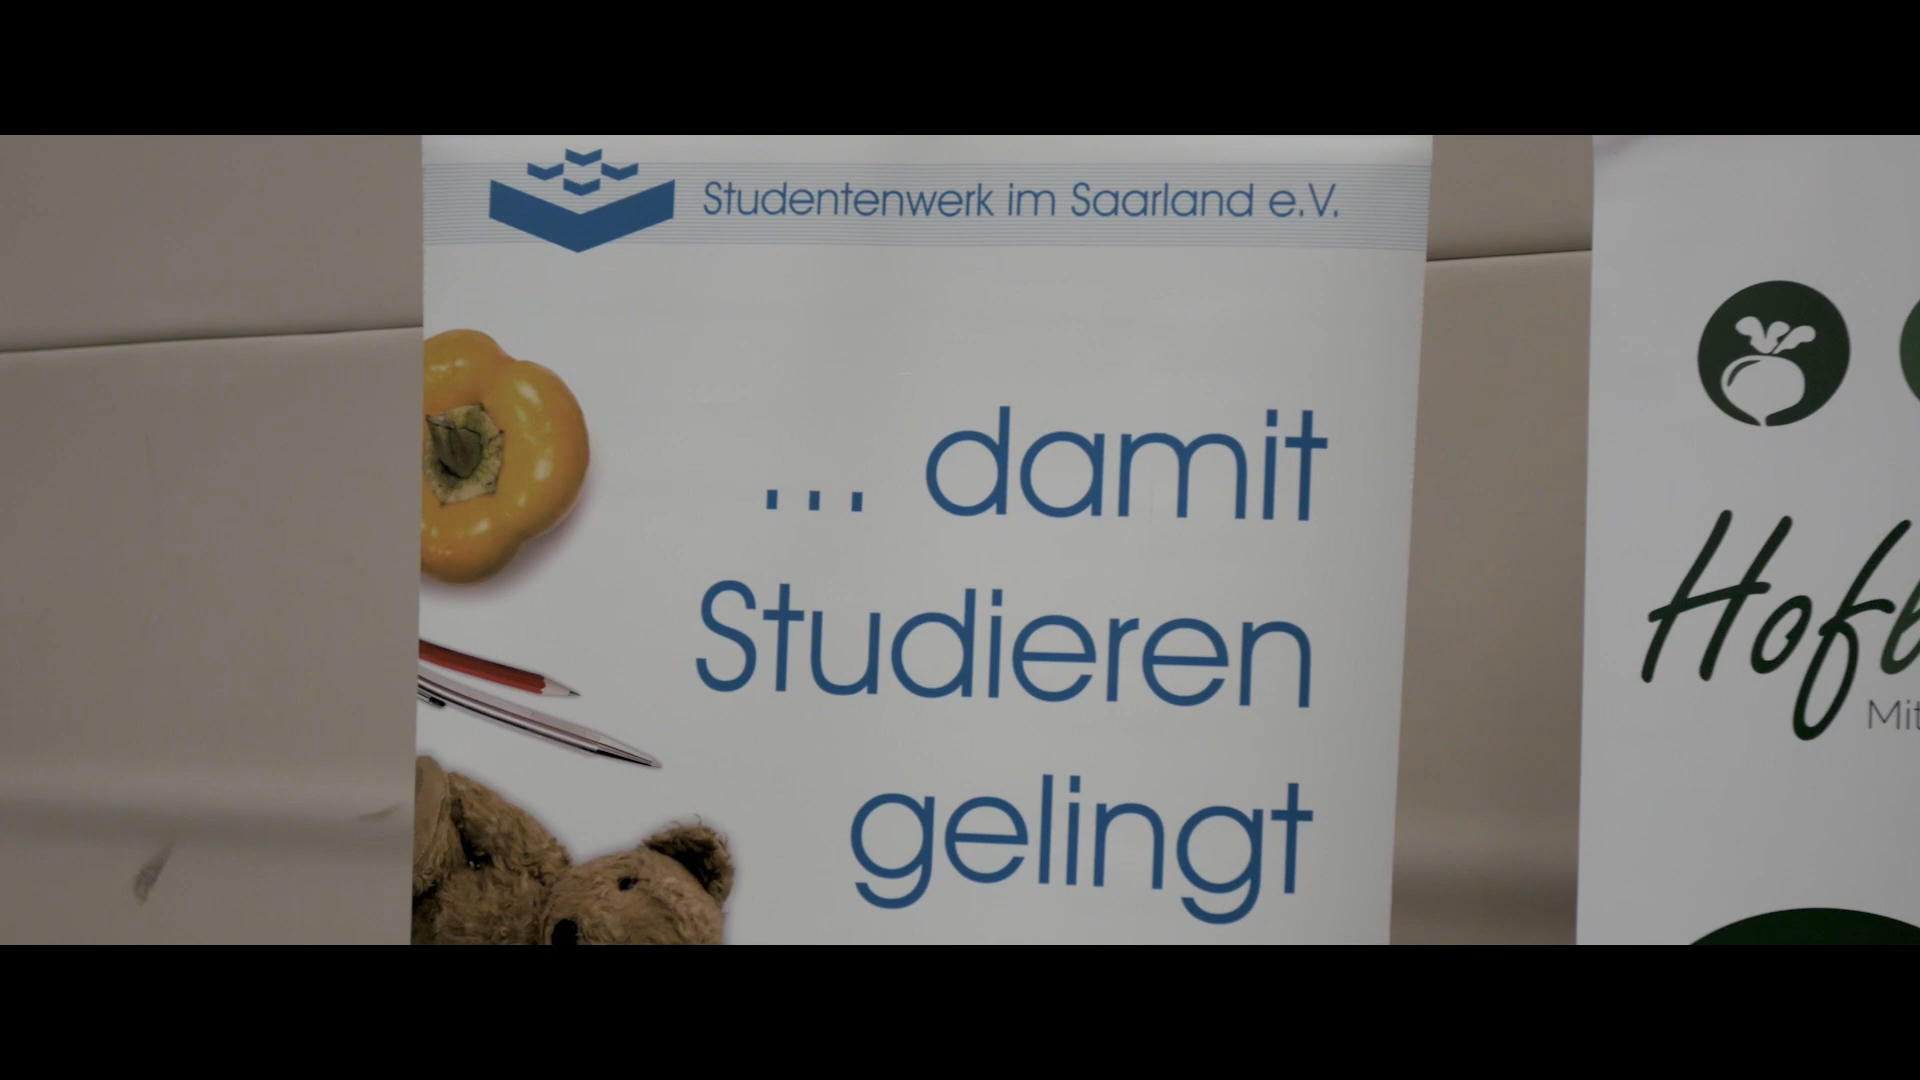 Studentenwerk im Saarland e.V.
... damit
Studieren
gelingt